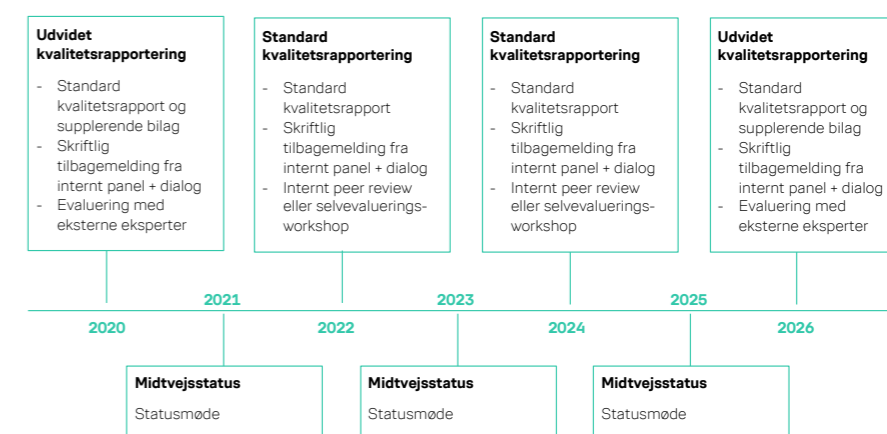 Udvidet
kvalitetsrapportering
- Standard
kvalitetsrapport og
supplerende bilag
- Skriftlig
tilbagemelding fra
internt panel + dialog
- Evaluering med
eksterne eksperter
Standard
kvalitetsrapportering
- Standard
kvalitetsrapport
- Skriftlig
tilbagemelding fra
internt panel + dialog
- Internt peer review
eller selvevaluerings-
workshop
Standard
kvalitetsrapportering
- Standard
kvalitetsrapport
- Skriftlig
tilbagemelding fra
internt panel + dialog
- Internt peer review
eller selvevaluerings-
workshop
Udvidet
kvalitetsrapportering
- Standard
kvalitetsrapport og
supplerende bilag
- Skriftlig
tilbagemelding fra
internt panel + dialog
- Evaluering med
eksterne eksperter
2021
2023
2025
2020
2022
2024
2026
Midtvejsstatus
Statusmøde
Midtvejsstatus
Statusmøde
Midtvejsstatus
Statusmøde